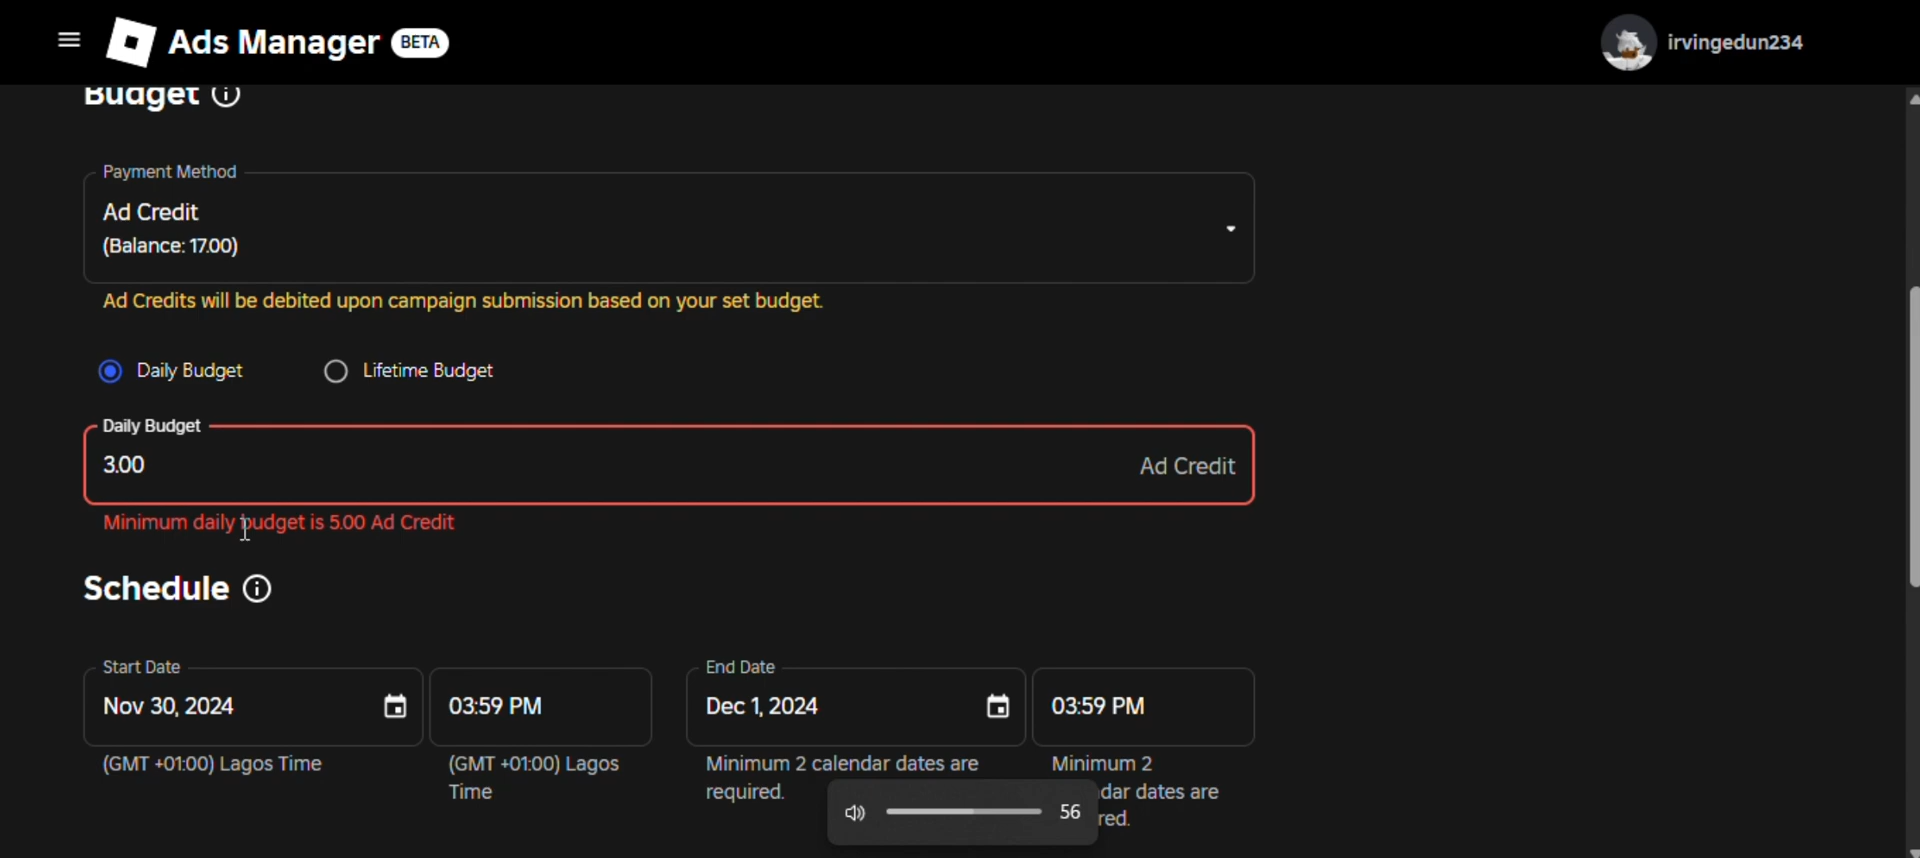 Ads Manager BETA
irvingedun234
Budget
Payment Method
Ad Credit
(Balance: 17.00)
Ad Credits will be debited upon campaign submission based on your set budget.
Daily Budget
Lifetime Budget
Daily Budget
3.00
Ad Credit
Minimum daily budget is 5.00 Ad Credit
Schedule
Start Date
Nov 30, 2024
03:59 PM
End Date
Dec 1, 2024
03:59 PM
(GMT +01:00) Lagos Time
(GMT +01:00) Lagos
Time
Minimum 2 calendar dates are
required.
Minimum 2
dar dates are
red.
56